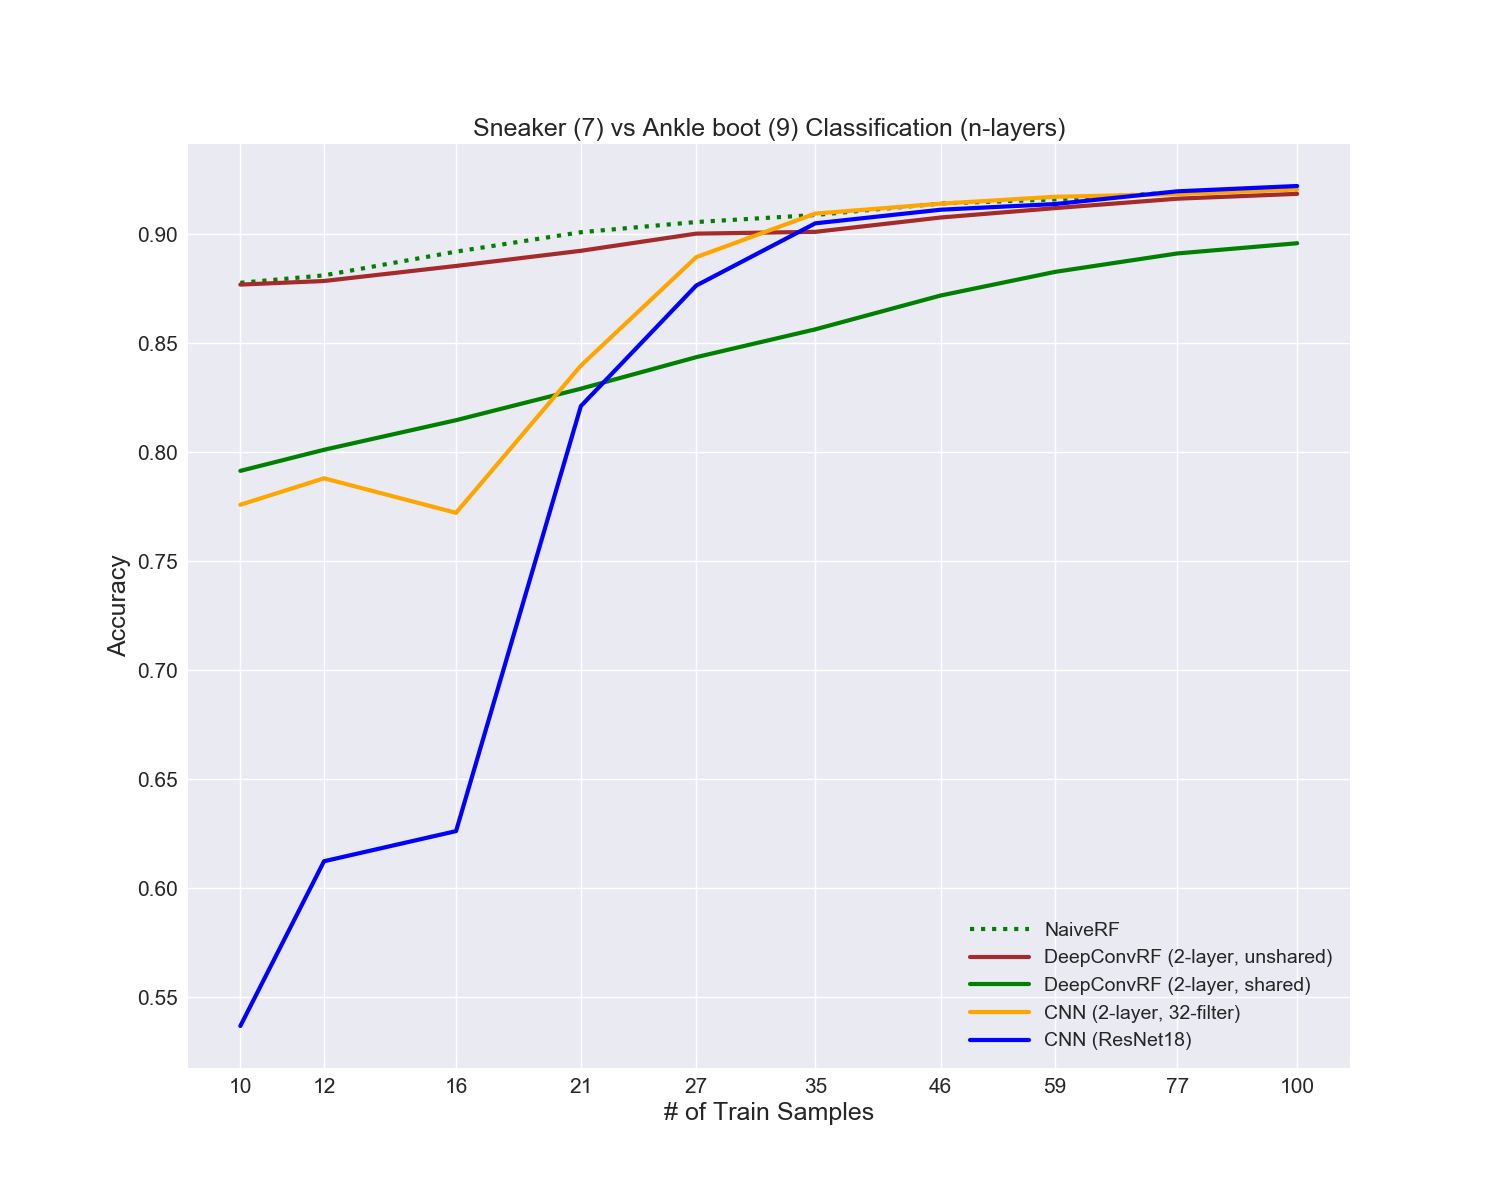 Sneaker (7) vs Ankle boot (9) Classification (n-layers)
0.90
0.85
0.80
0.75
0.70
0.65
0.60
0.55
Accuracy
NaiveRF
DeepConvRF (2-layer, unshared)
DeepConvRF (2-layer, shared)
CNN (2-layer, 32-filter)
CNN (ResNet18)
10 12 16 21 27 35 46 59 77 100
# of Train Samples